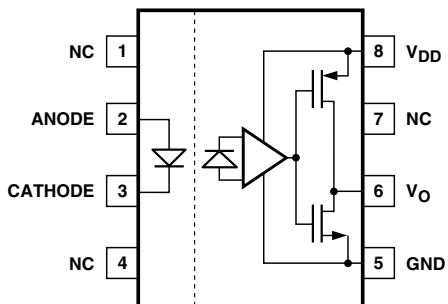 NC 1
ANODE 2
CATHODE 3
NC 4
8 VDD
7 NC
6 VO
5 GND